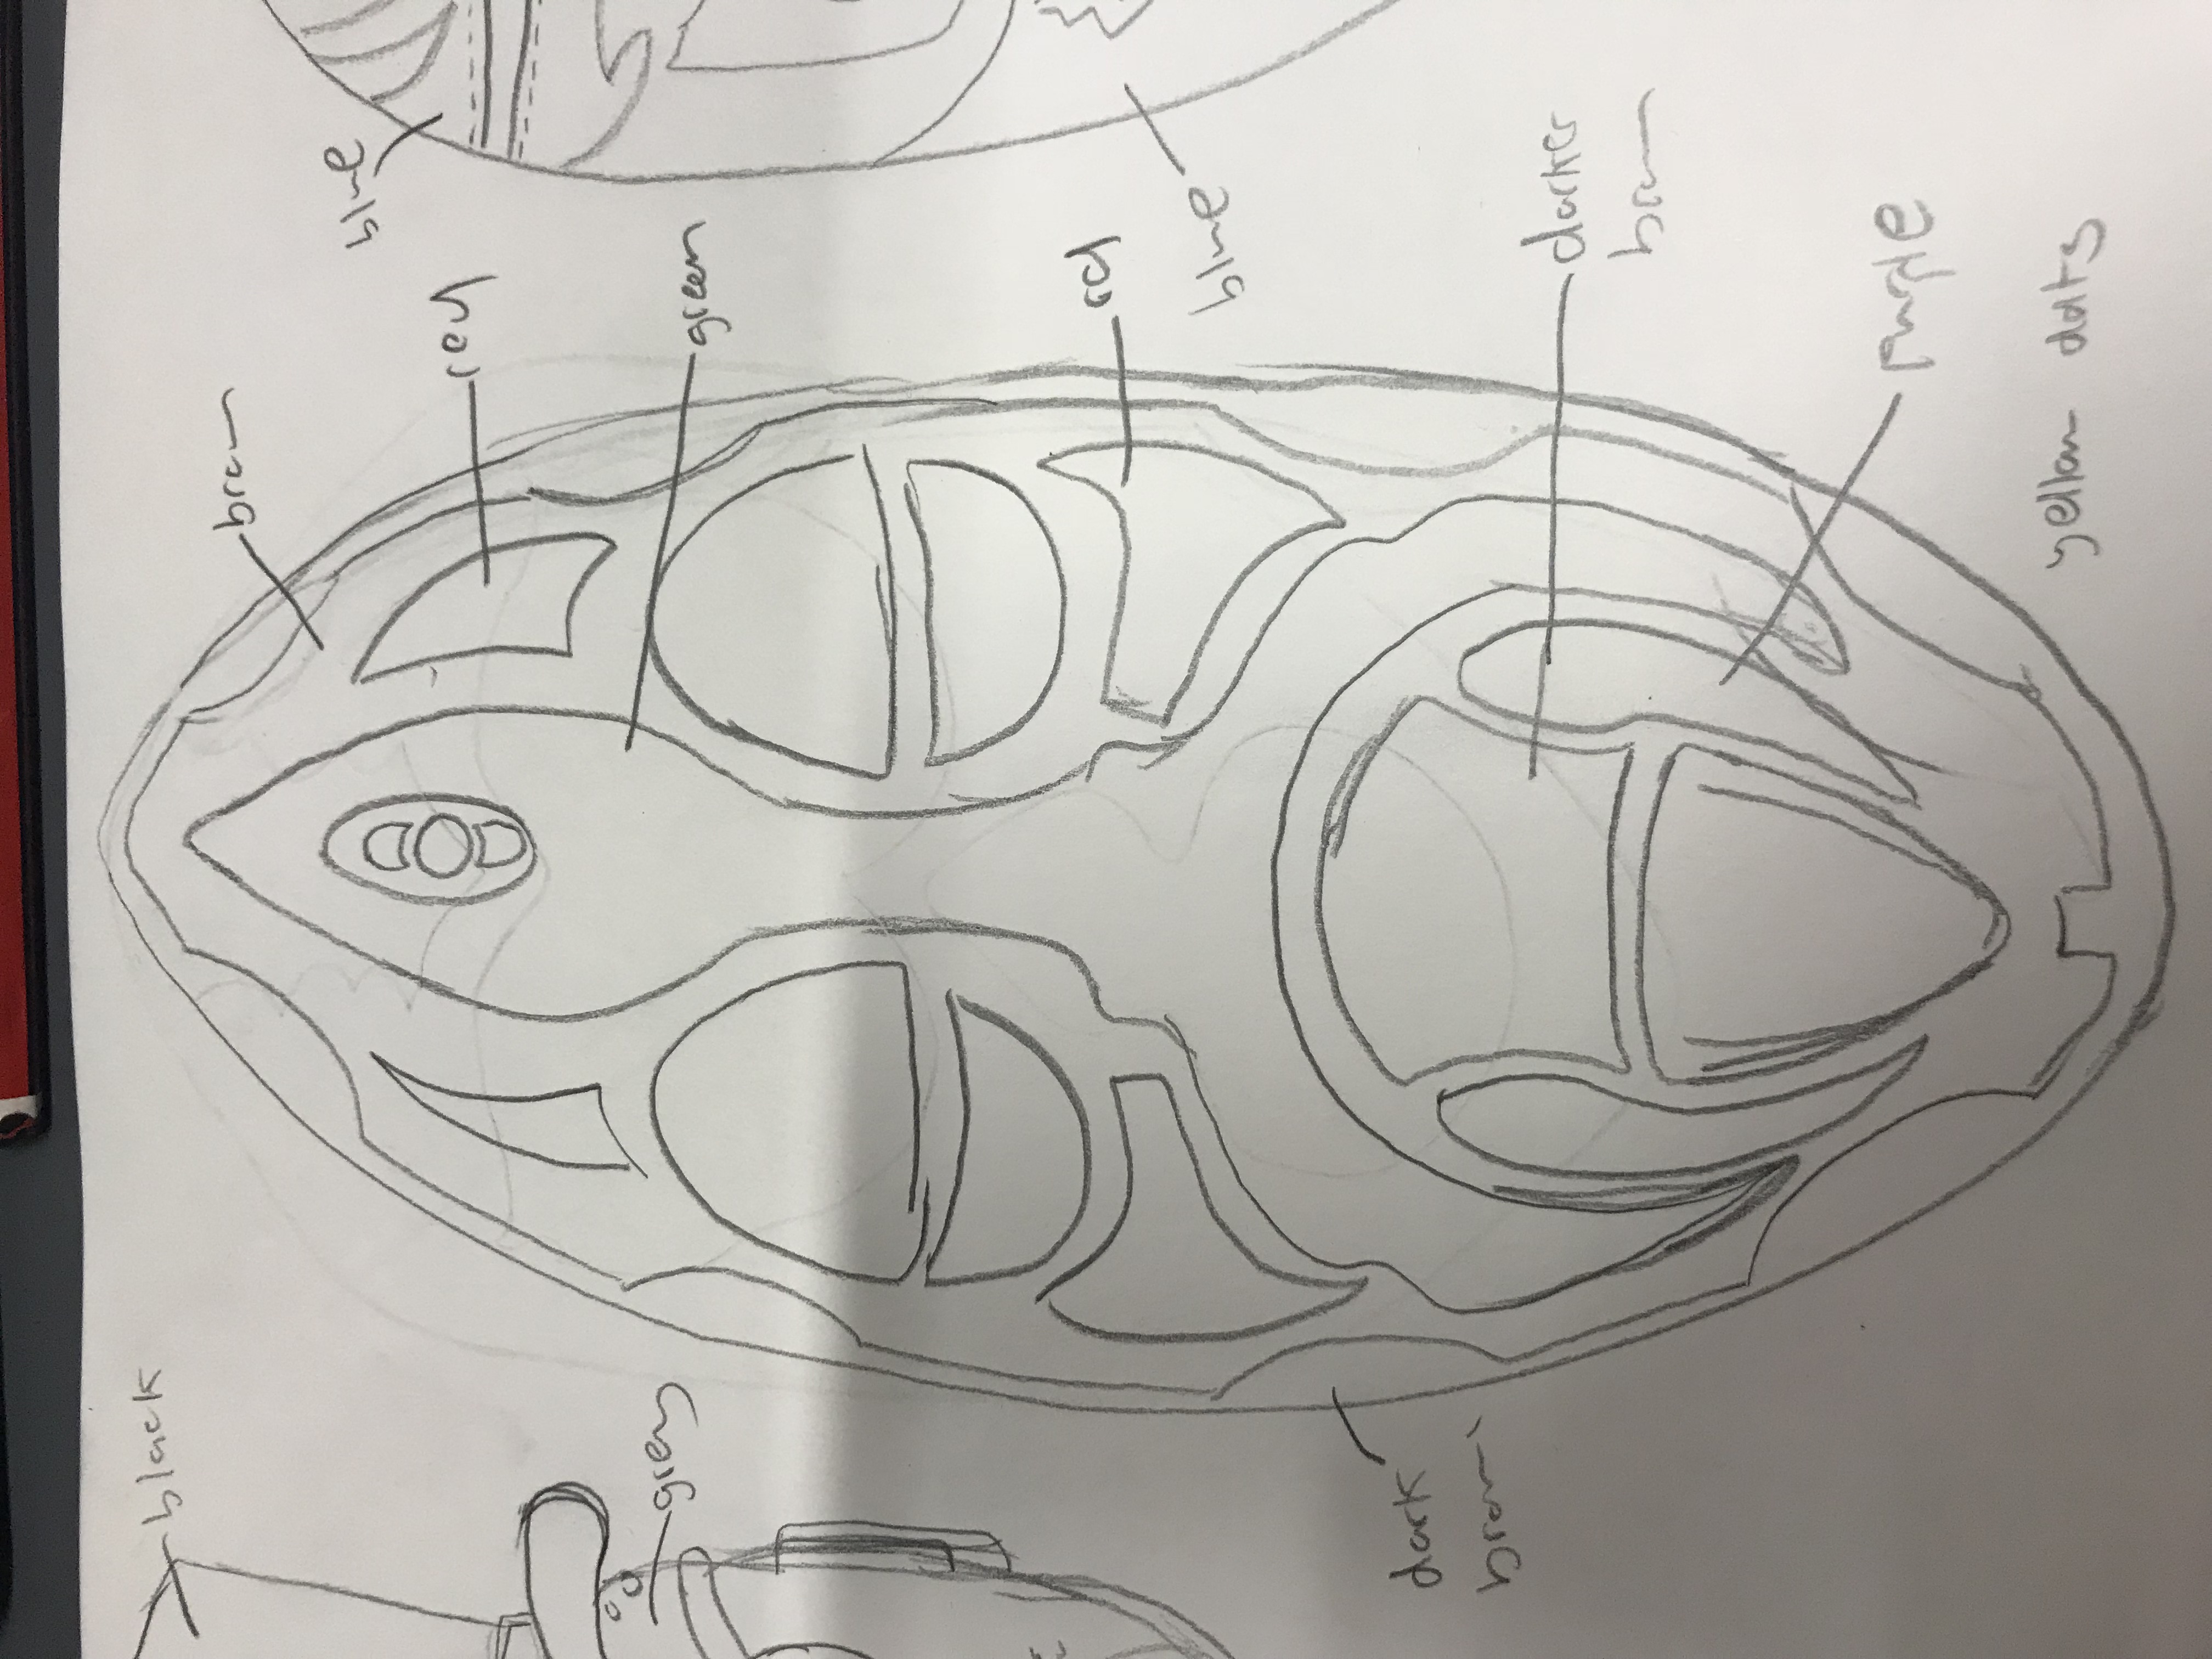 black
brown
blue
red
grey
green
red
blue
dark
brown
darker
brown
purple
yellow dots